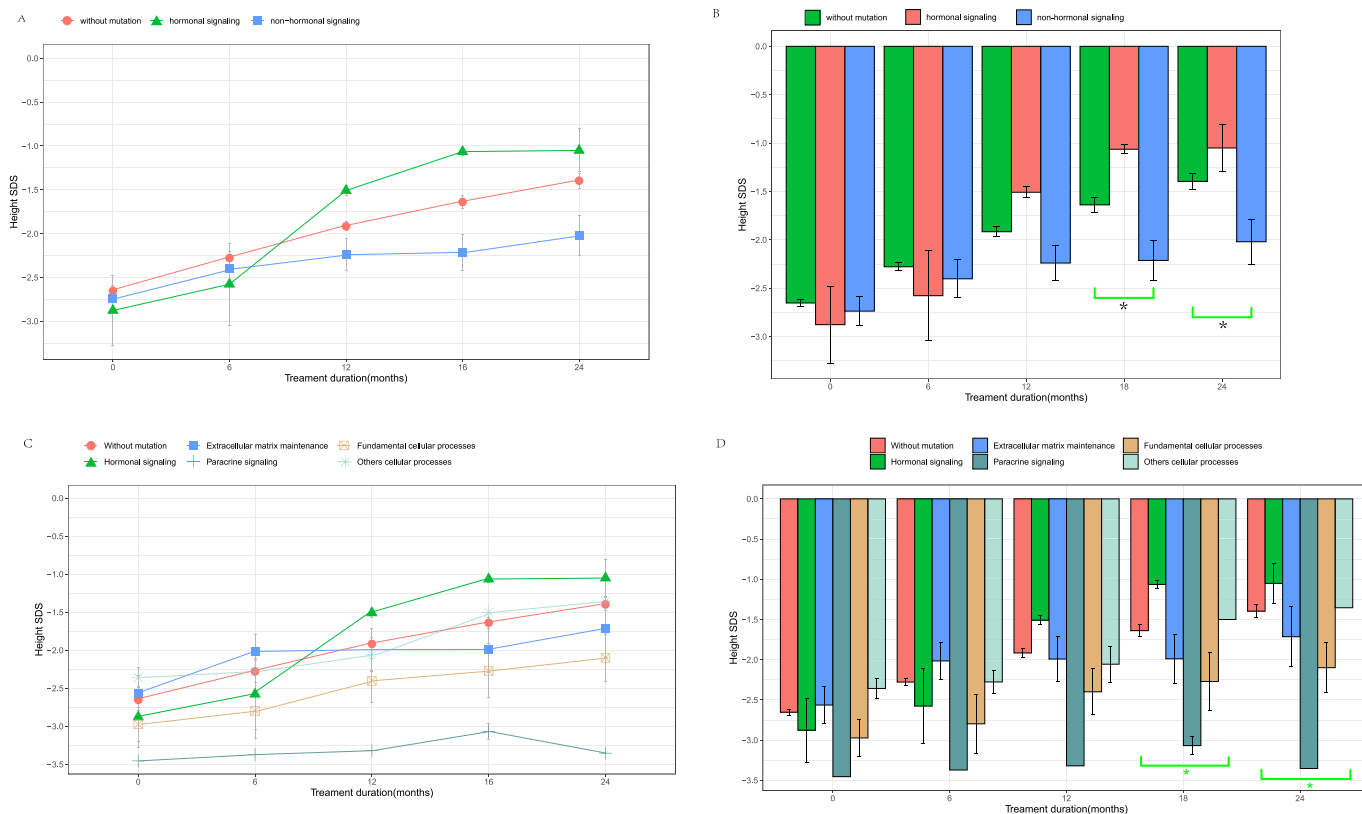 A
without mutation hormonal signaling non−hormonal signaling
0.0
−0.5
−1.0
−1.5
−2.0
−2.5
−3.0
Height SDS
0 6 12 16 24
Treament duration(months)
B
without mutation hormonal signaling non−hormonal signaling
0.0
−0.5
−1.0
−1.5
−2.0
−2.5
−3.0
Height SDS
*
*
0 6 12 18 24
Treament duration(months)
C
Without mutation Extracellular matrix maintenance Fundamental cellular processes
Hormonal signaling Paracrine signaling Others cellular processes
0.0
−0.5
−1.0
−1.5
−2.0
−2.5
−3.0
−3.5
Height SDS
0 6 12 16 24
Treament duration(months)
D
Without mutation Extracellular matrix maintenance Fundamental cellular processes
Hormonal signaling Paracrine signaling Others cellular processes
0.0
−0.5
−1.0
−1.5
−2.0
−2.5
−3.0
−3.5
Height SDS
*
*
0 6 12 18 24
Treament duration(months)